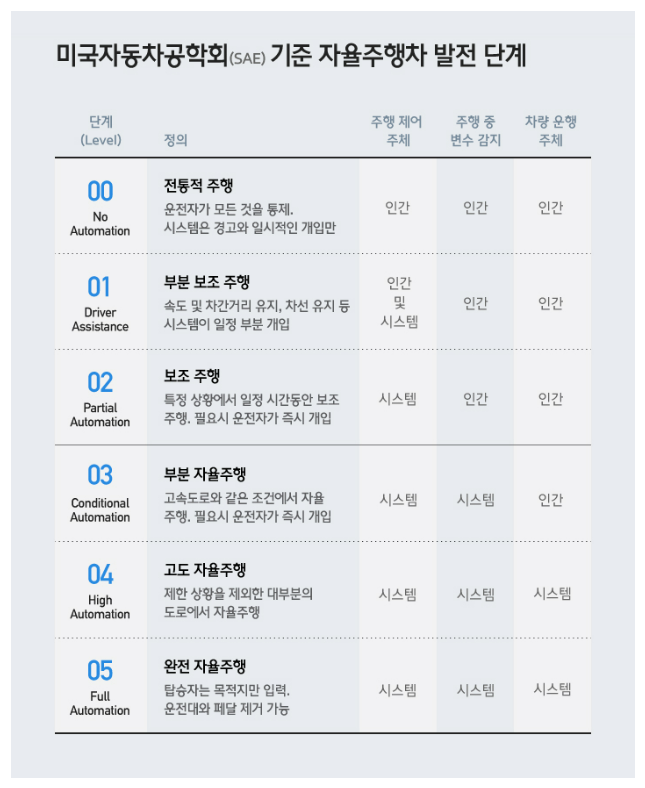 미국자동차공학회(SAE) 기준 자율주행차 발전 단계
단계
(Level)
정의
주행 제어
주체
주행 중
변수 감지
차량 운행
주체
00
No
Automation
전통적 주행
운전자가 모든 것을 통제.
시스템은 경고와 일시적인 개입만
인간
인간
인간
01
Driver
Assistance
부분 보조 주행
속도 및 차간거리 유지, 차선 유지 등
시스템이 일정 부분 개입
인간
및
시스템
인간
인간
02
Partial
Automation
보조 주행
특정 상황에서 일정 시간동안 보조
주행. 필요시 운전자가 즉시 개입
시스템
인간
인간
03
Conditional
Automation
부분 자율주행
고속도로와 같은 조건에서 자율
주행. 필요시 운전자가 즉시 개입
시스템
시스템
인간
04
High
Automation
고도 자율주행
제한 상황을 제외한 대부분의
도로에서 자율주행
시스템
시스템
시스템
05
Full
Automation
완전 자율주행
탑승자는 목적지만 입력.
운전대와 페달 제거 가능
시스템
시스템
시스템